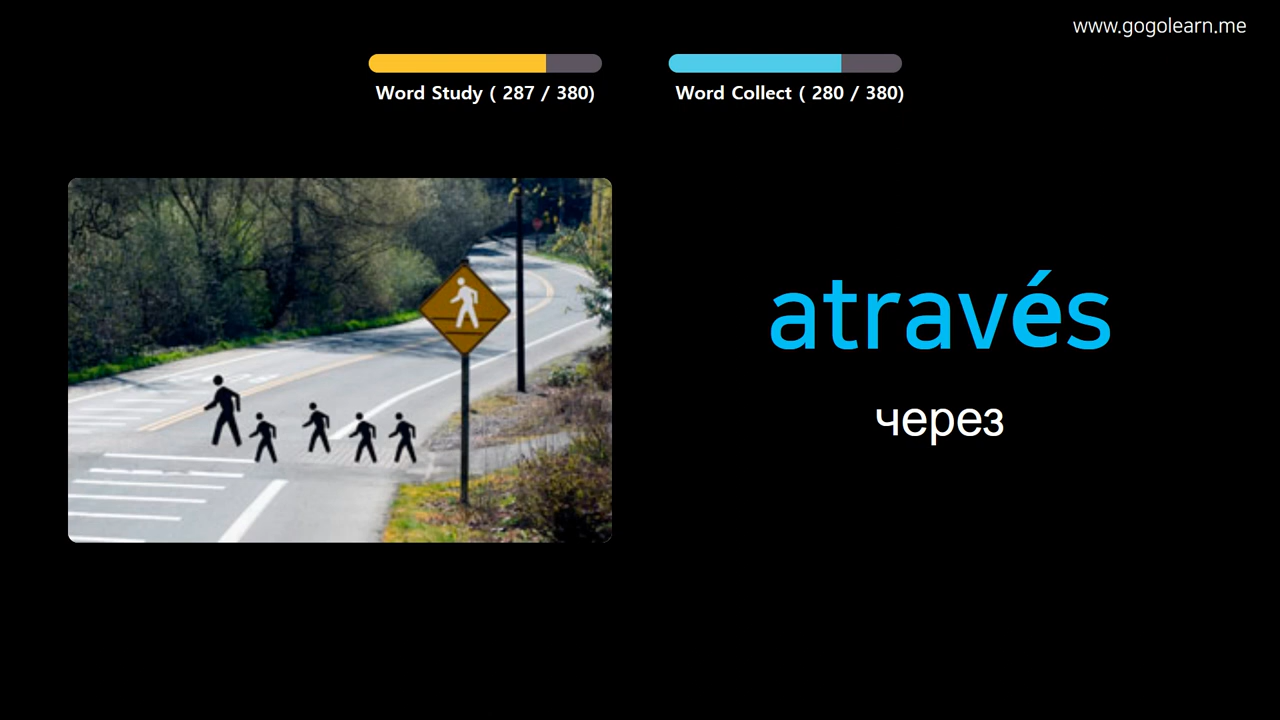 www.gogolearn.me
Word Study ( 287 / 380)
Word Collect ( 280 / 380)
através
через